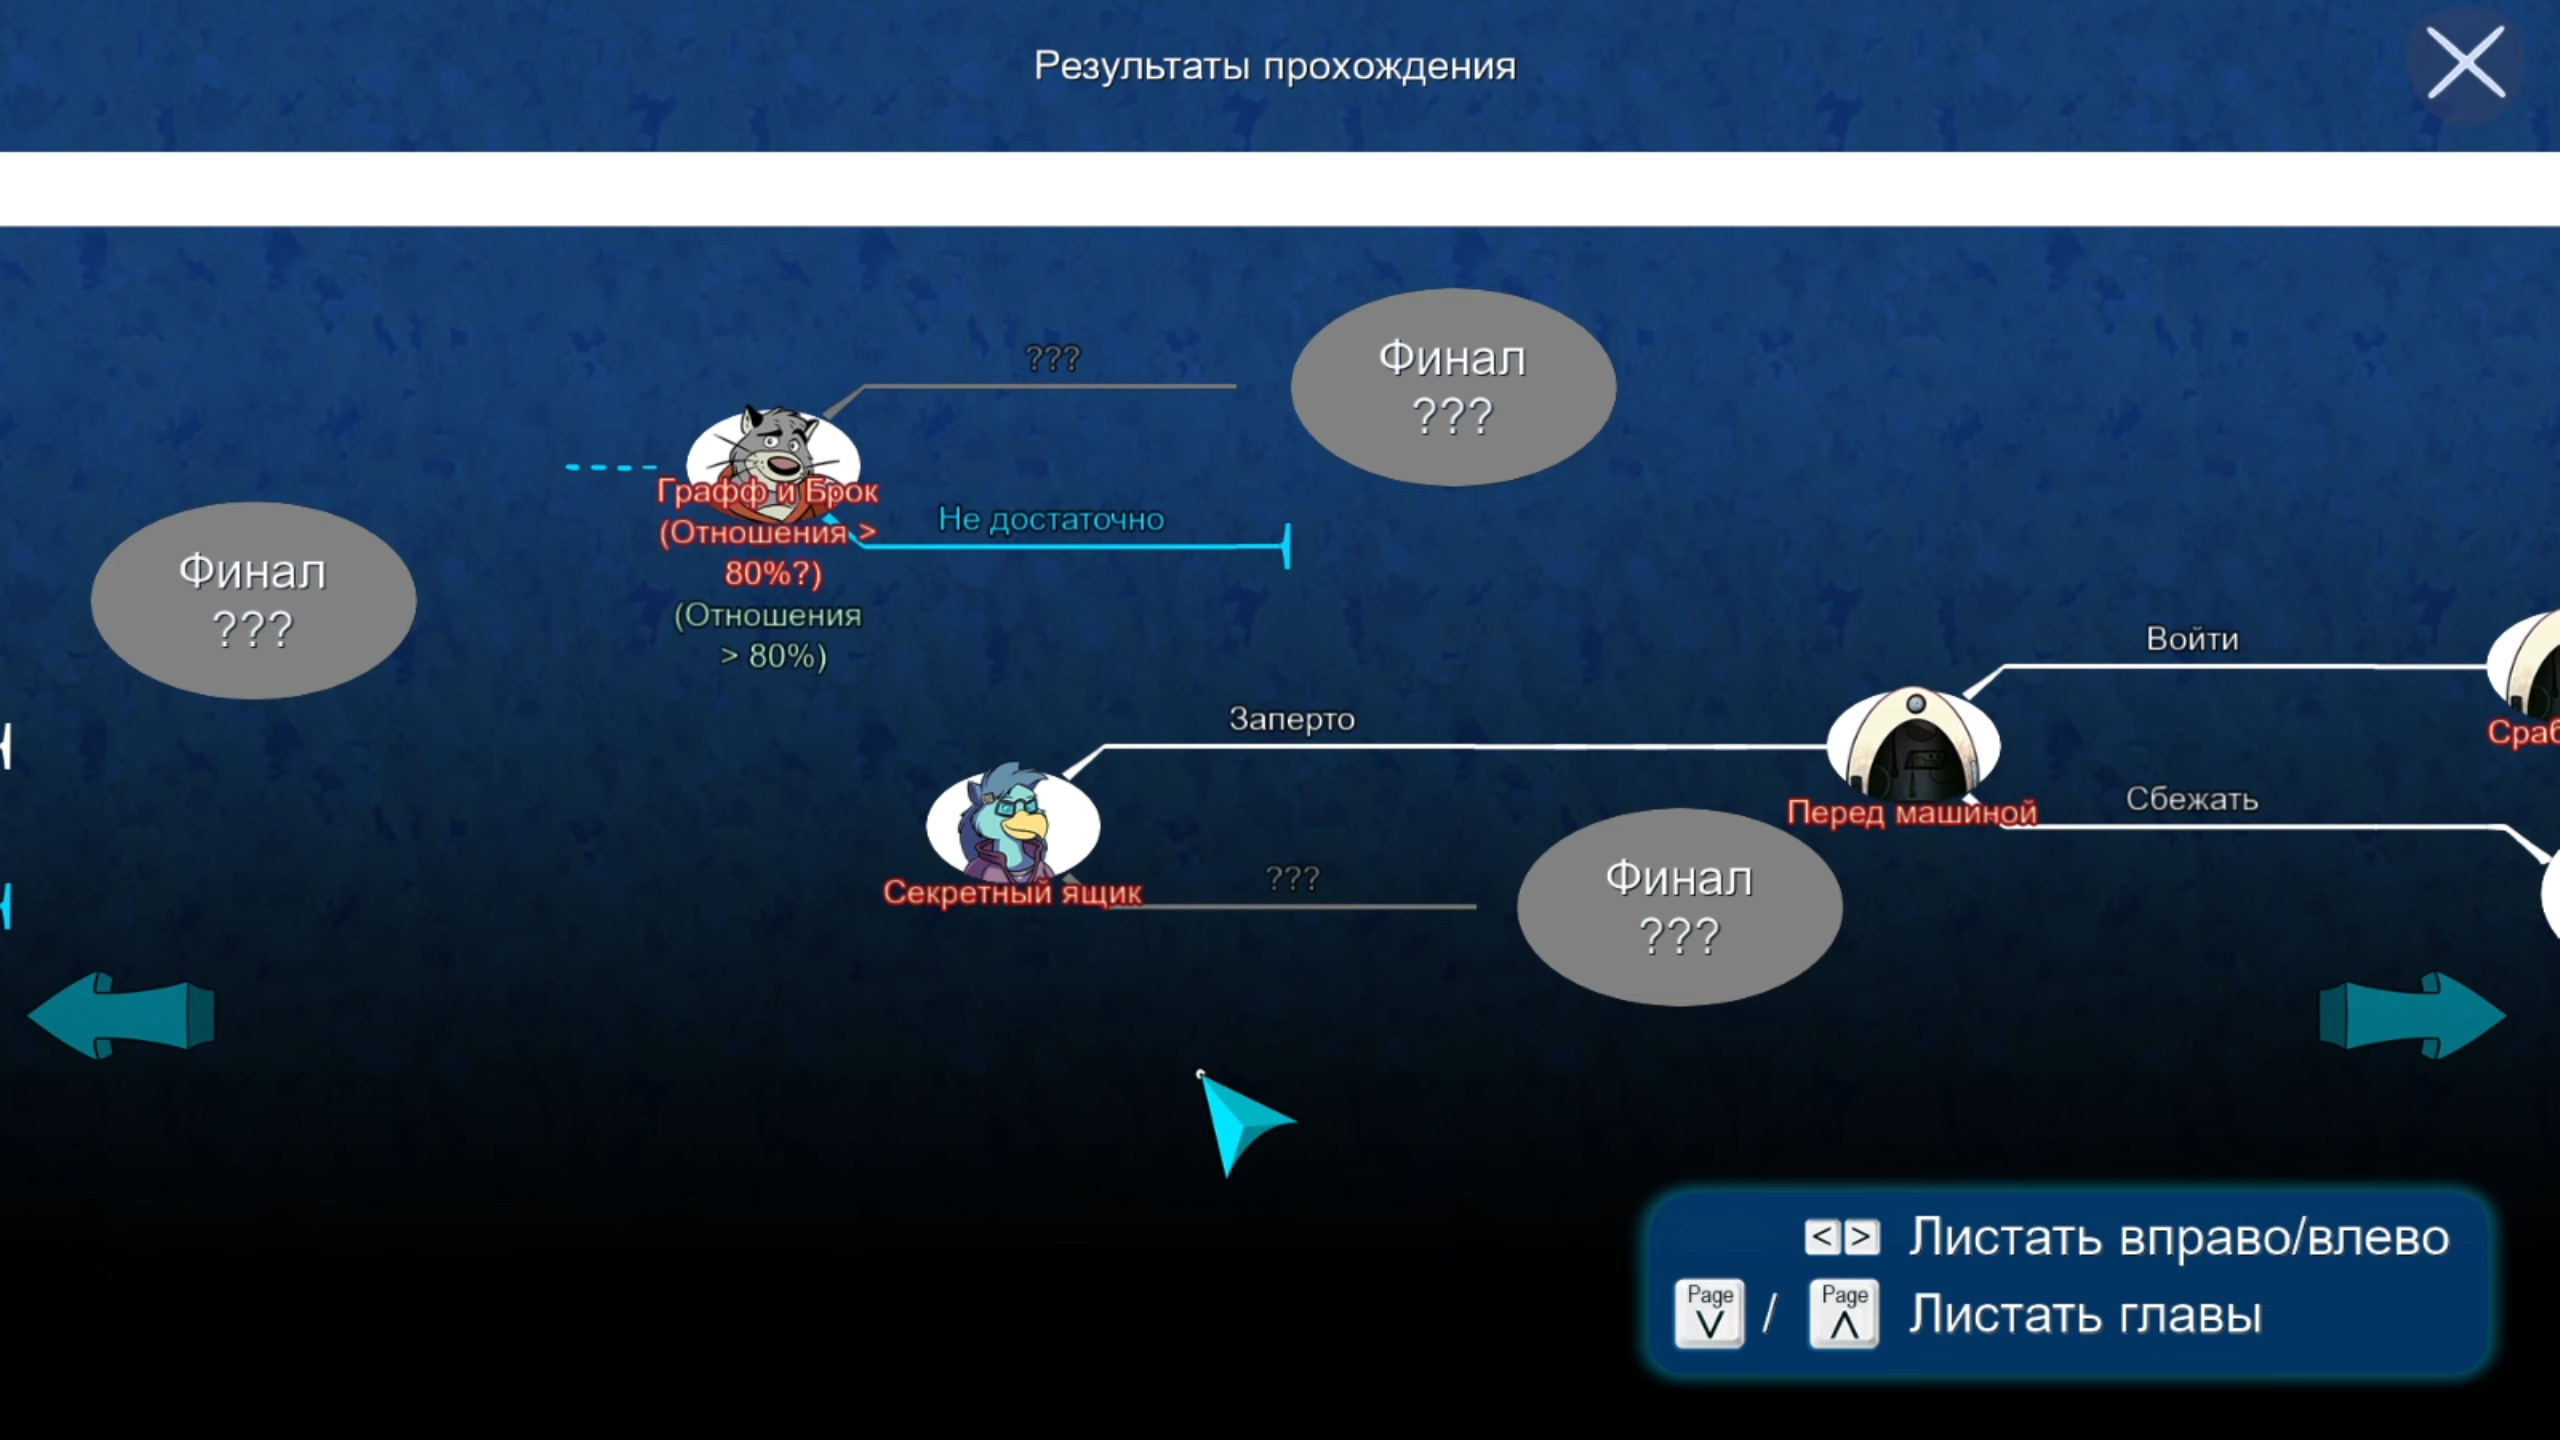 Результаты прохождения
???
Финал
???
Графф и Брок
(Отношения >
80%?)
(Отношения
> 80%)
Не достаточно
Финал
???
Войти
Заперто
Сраб
Перед машиной
Сбежать
Секретный ящик
???
Финал
???
< > Листать вправо/влево
Page V / Page Λ Листать главы